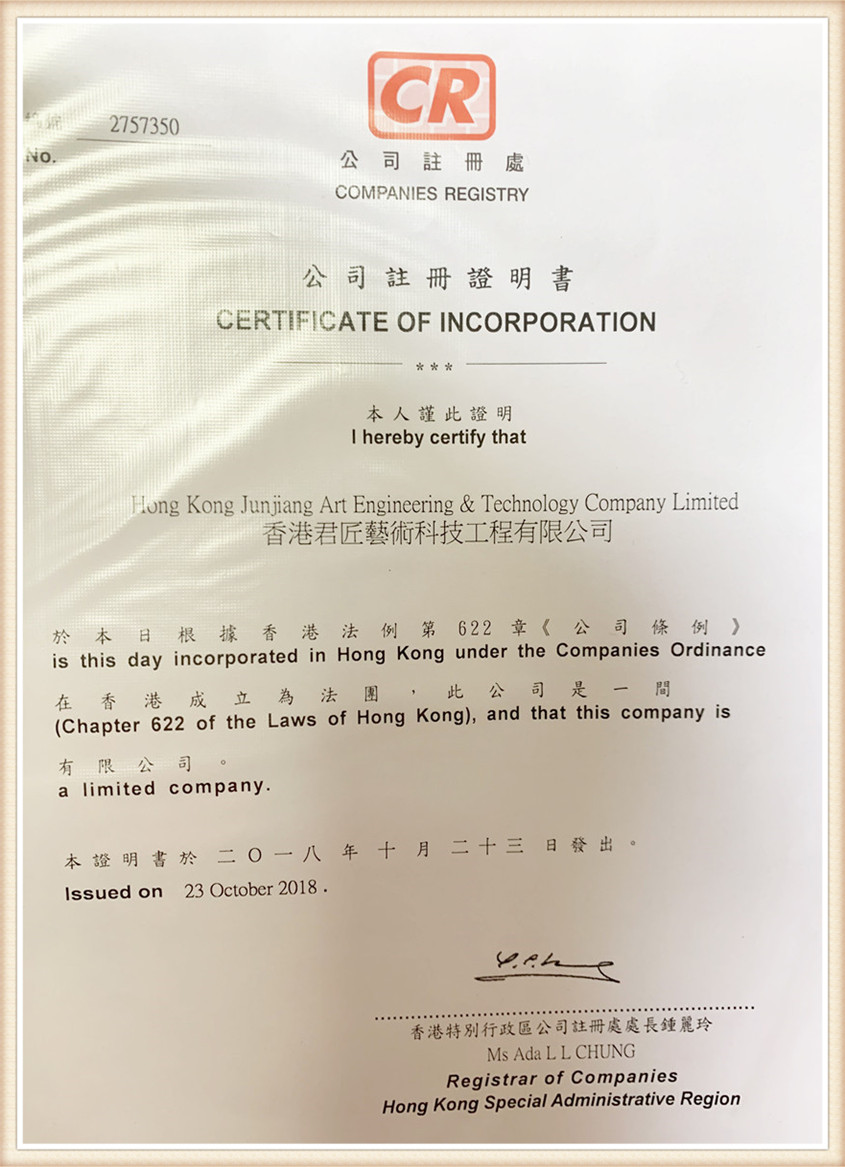 CR
編號 2757350
No.
公司註冊處
COMPANIES REGISTRY
公司註冊證明書
CERTIFICATE OF INCORPORATION
***
本人謹此證明
I hereby certify that
Hong Kong Junjiang Art Engineering & Technology Company Limited
香港君匠藝術科技工程有限公司
於本日根據香港法例第622章《公司條例》
is this day incorporated in Hong Kong under the Companies Ordinance
在香港成立為法團，此公司是一間
(Chapter 622 of the Laws of Hong Kong), and that this company is
有限公司。
a limited company.
本證明書於二O一八年十月二十三日發出。
Issued on 23 October 2018.
香港特別行政區公司註冊處處長鍾麗玲
Ms Ada L L CHUNG
Registrar of Companies
Hong Kong Special Administrative Region